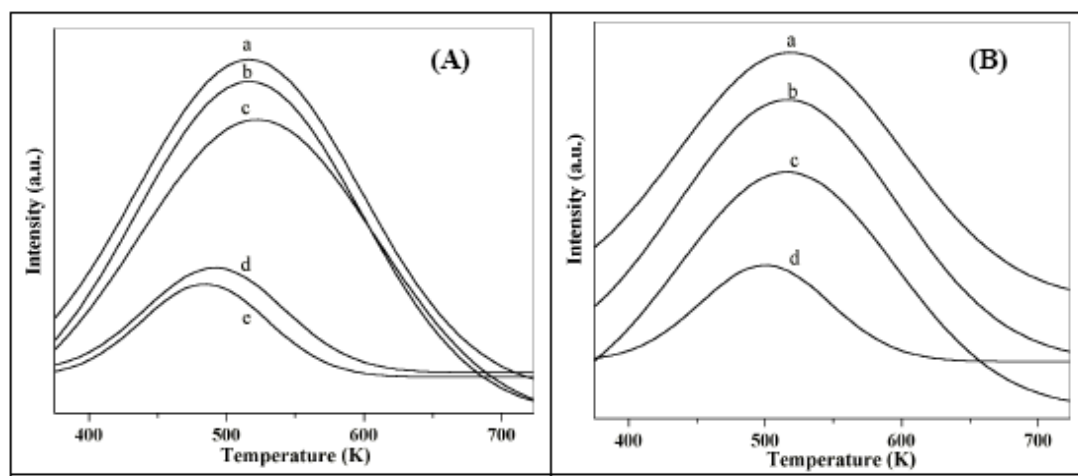 (A)
a
b
c
d
e
Intensity (a.u.)
400
500
600
700
Temperature (K)
(B)
a
b
c
d
Intensity (a.u.)
400
500
600
700
Temperature (K)